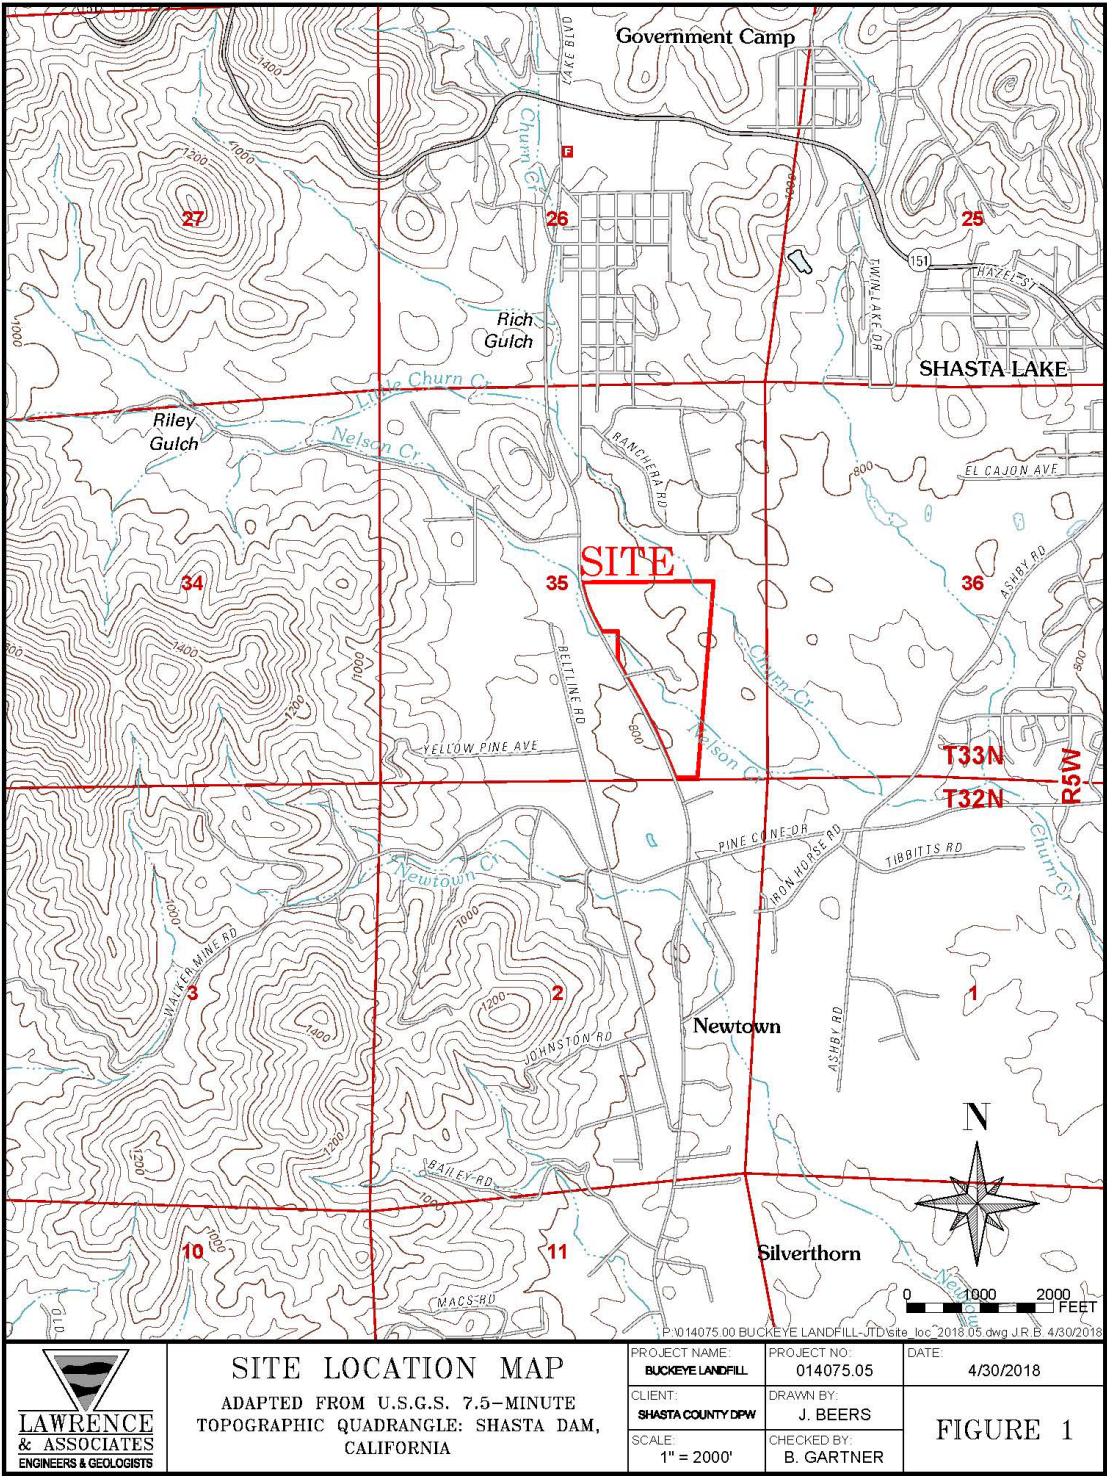 Government Camp
LAKE BLVD
1400
Churn Cr
F
1200
1000
1000
27
26
25
151
HAZEL ST
TWIN LAKE DR
1000
Rich
Gulch
SHASTA LAKE
Little Churn Cr
Riley
Gulch
Nelson Cr
RANCHERA RD
800
EL CAJON AVE
SITE
ASHBY RD
34
35
36
1400
1000
1200
BELTLINE RD
800
800
Churn Cr
Nelson Cr
YELLOW PINE AVE
T33N
R5W
T32N
PINE CONE DR
IRON HORSE RD
TIBBITTS RD
Churn Cr
Newtown Cr
1000
1000
WALKER MINE RD
3
2
1
1200
1400
Newtown
JOHNSTON RD
ASHBY RD
N
1200
1200
BAILEY RD
1000
10
1000
11
Silverthorn
MACS RD
OLD
Newtow
0 1000 2000
FEET
P:\014075.00 BUCKEYE LANDFILL-JTD\site_loc_2018.05.dwg J.R.B. 4/30/2018
LAWRENCE
& ASSOCIATES
ENGINEERS & GEOLOGISTS
SITE LOCATION MAP
ADAPTED FROM U.S.G.S. 7.5-MINUTE
TOPOGRAPHIC QUADRANGLE: SHASTA DAM,
CALIFORNIA
PROJECT NAME:
BUCKEYE LANDFILL
PROJECT NO:
014075.05
DATE:
4/30/2018
CLIENT:
SHASTA COUNTY DPW
DRAWN BY:
J. BEERS
SCALE:
1" = 2000'
CHECKED BY:
B. GARTNER
FIGURE 1